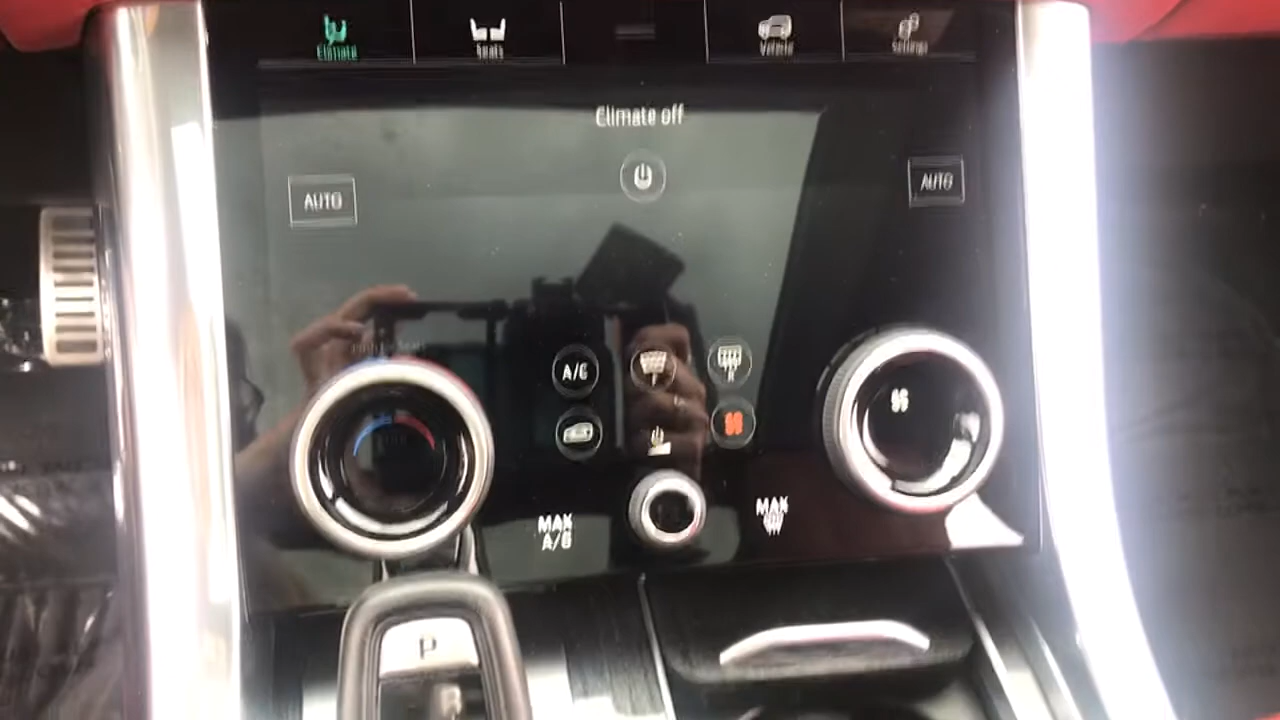 Climate
Seats
Vehicle
Settings
Climate off
AUTO
AUTO
A/C
R
MAX
A/C
MAX
P
R